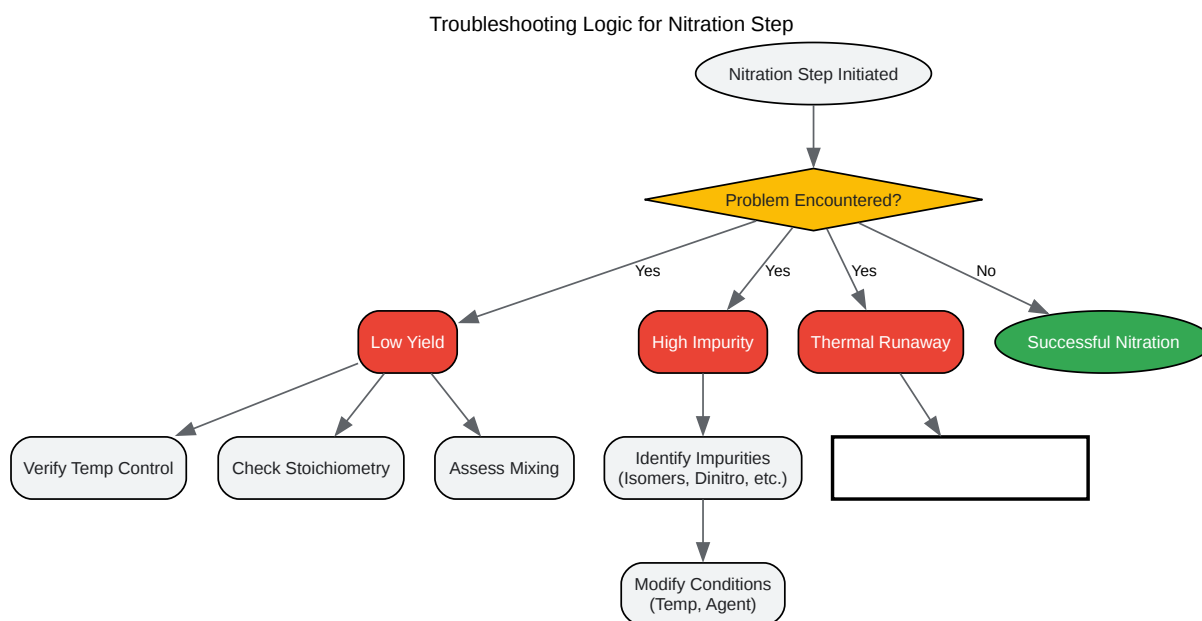 Troubleshooting Logic for Nitration Step
Nitration Step Initiated
Problem Encountered?
Yes
Yes
Yes
No
Low Yield
High Impurity
Thermal Runaway
Successful Nitration
Verify Temp Control
Check Stoichiometry
Assess Mixing
Identify Impurities
(Isomers, Dinitro, etc.)
Modify Conditions
(Temp, Agent)